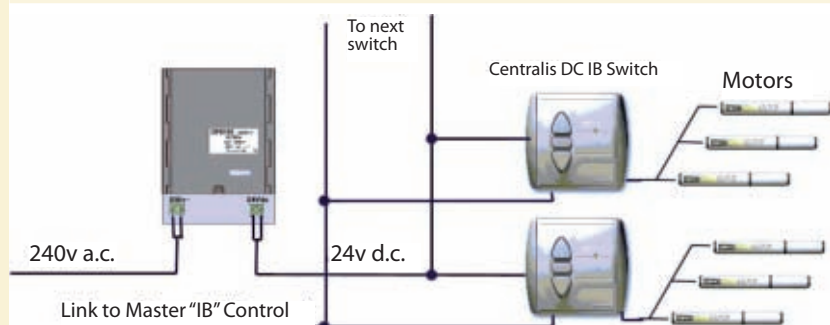 To next
switch
Centralis DC IB Switch
Motors
240v a.c.
24v d.c.
Link to Master “IB” Control